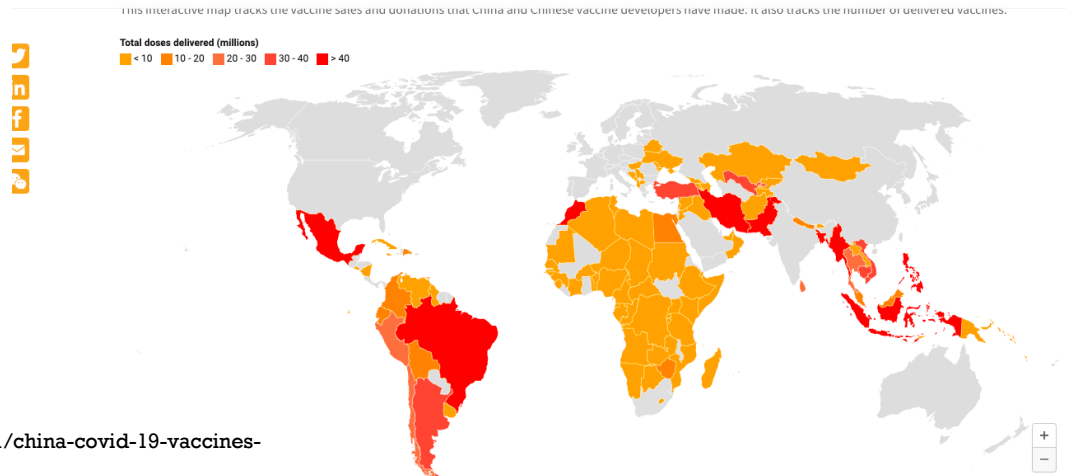 This interactive map tracks the vaccine sales and donations that China and Chinese vaccine developers have made. It also tracks the number of delivered vaccines.
Total doses delivered (millions)
< 10 10 - 20 20 - 30 30 - 40 > 40
/china-covid-19-vaccines-
+
−